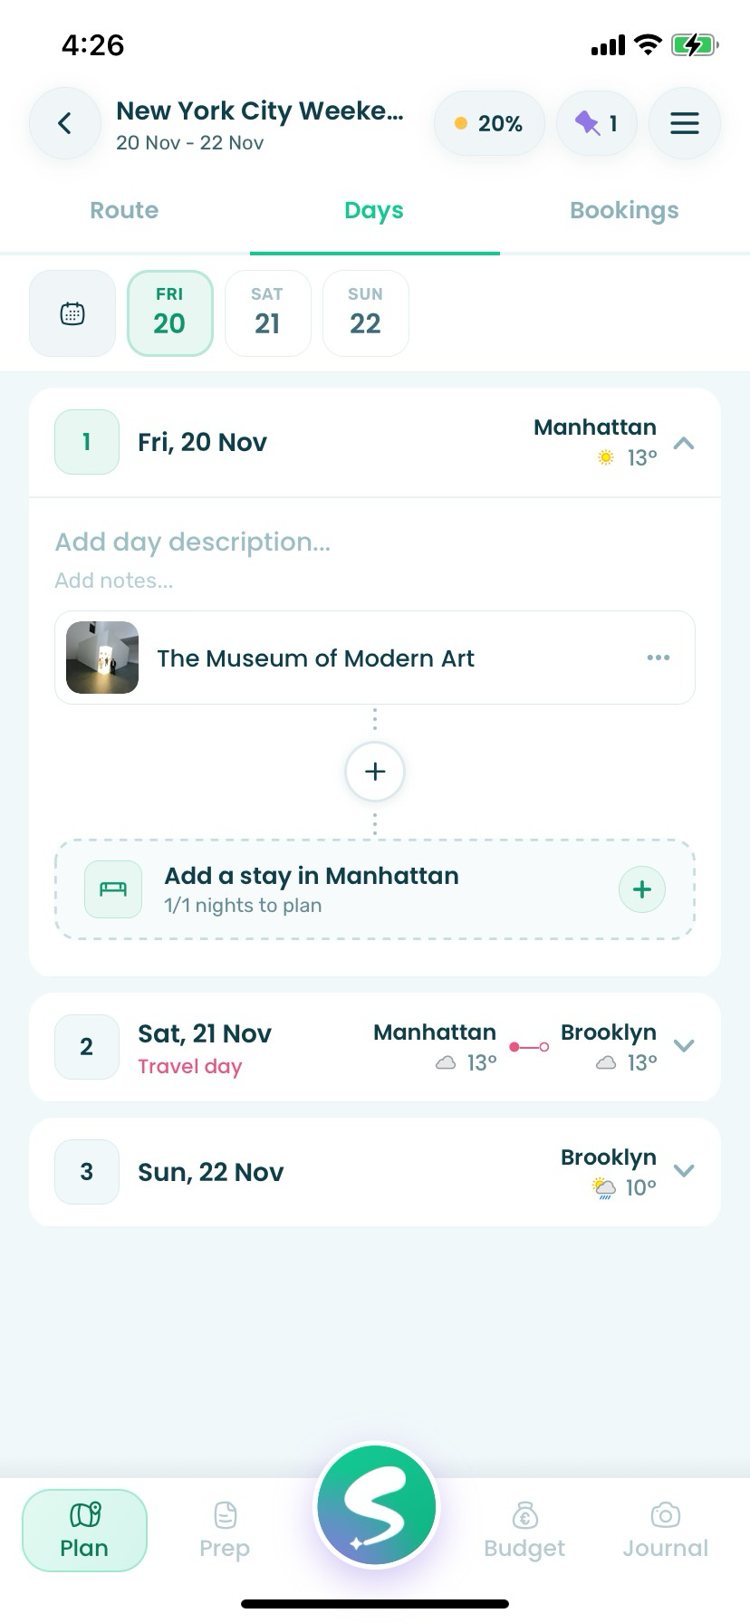 4:26
New York City Weeke...
20 Nov - 22 Nov
20%
1
Route
Days
Bookings
FRI
20
SAT
21
SUN
22
1
Fri, 20 Nov
Manhattan
13°
Add day description...
Add notes...
The Museum of Modern Art
Add a stay in Manhattan
1/1 nights to plan
2
Sat, 21 Nov
Travel day
Manhattan
13°
Brooklyn
13°
3
Sun, 22 Nov
Brooklyn
10°
Plan
Prep
Budget
Journal